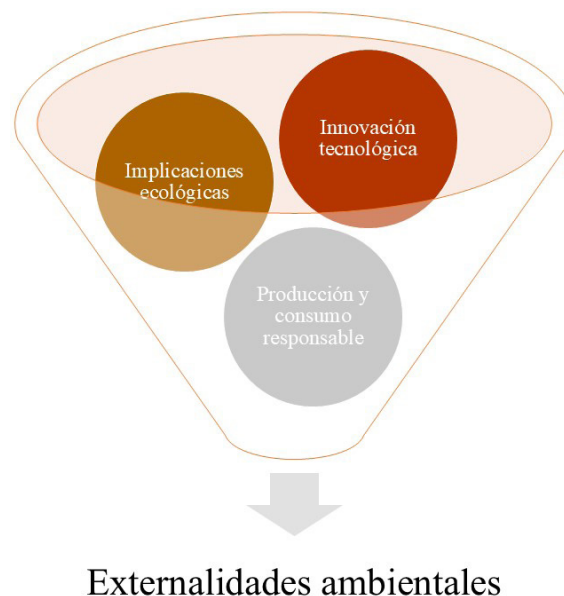 Innovación
tecnológica
Implicaciones
ecológicas
Producción y
consumo
responsable
Externalidades ambientales